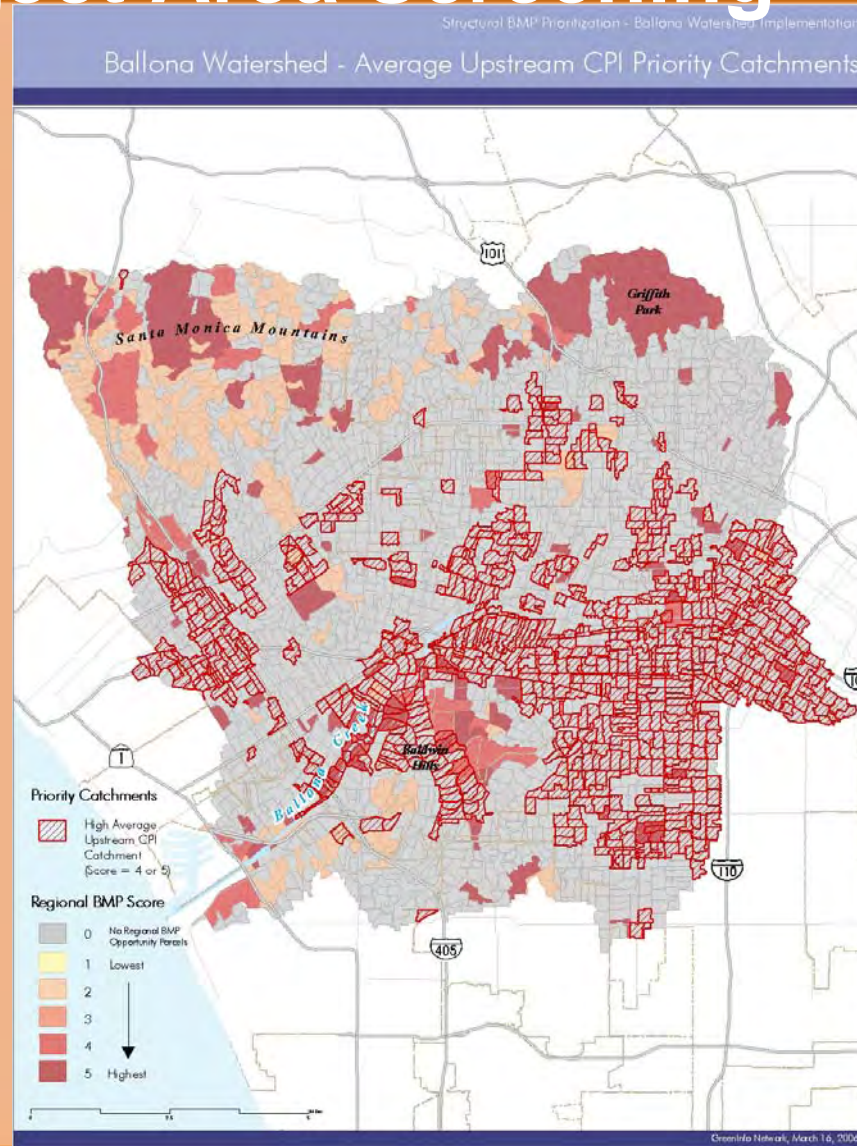 Area Screening
Structural BMP Prioritization - Ballona Watershed Implementation
Ballona Watershed - Average Upstream CPI Priority Catchments
101
Griffith
Park
Santa Monica Mountains
Baldwin
Hills
Ballona Creek
1
110
405
Priority Catchments
High Average
Upstream CPI
Catchment
(Score = 4 or 5)
Regional BMP Score
0 No Regional BMP
Opportunity Parcels
1 Lowest
2
3
4
5 Highest
GreenInfo Network, March 16, 200